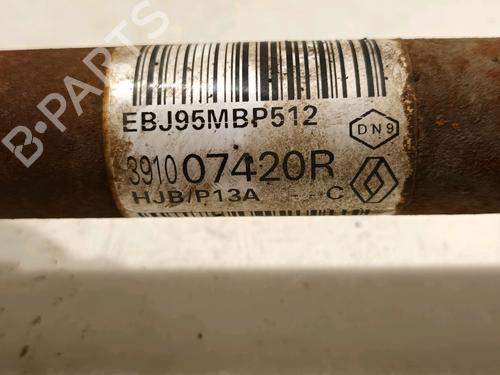 B-PARTS
EBJ95MBP512
DN9
391007420R
HJB/P13A --C